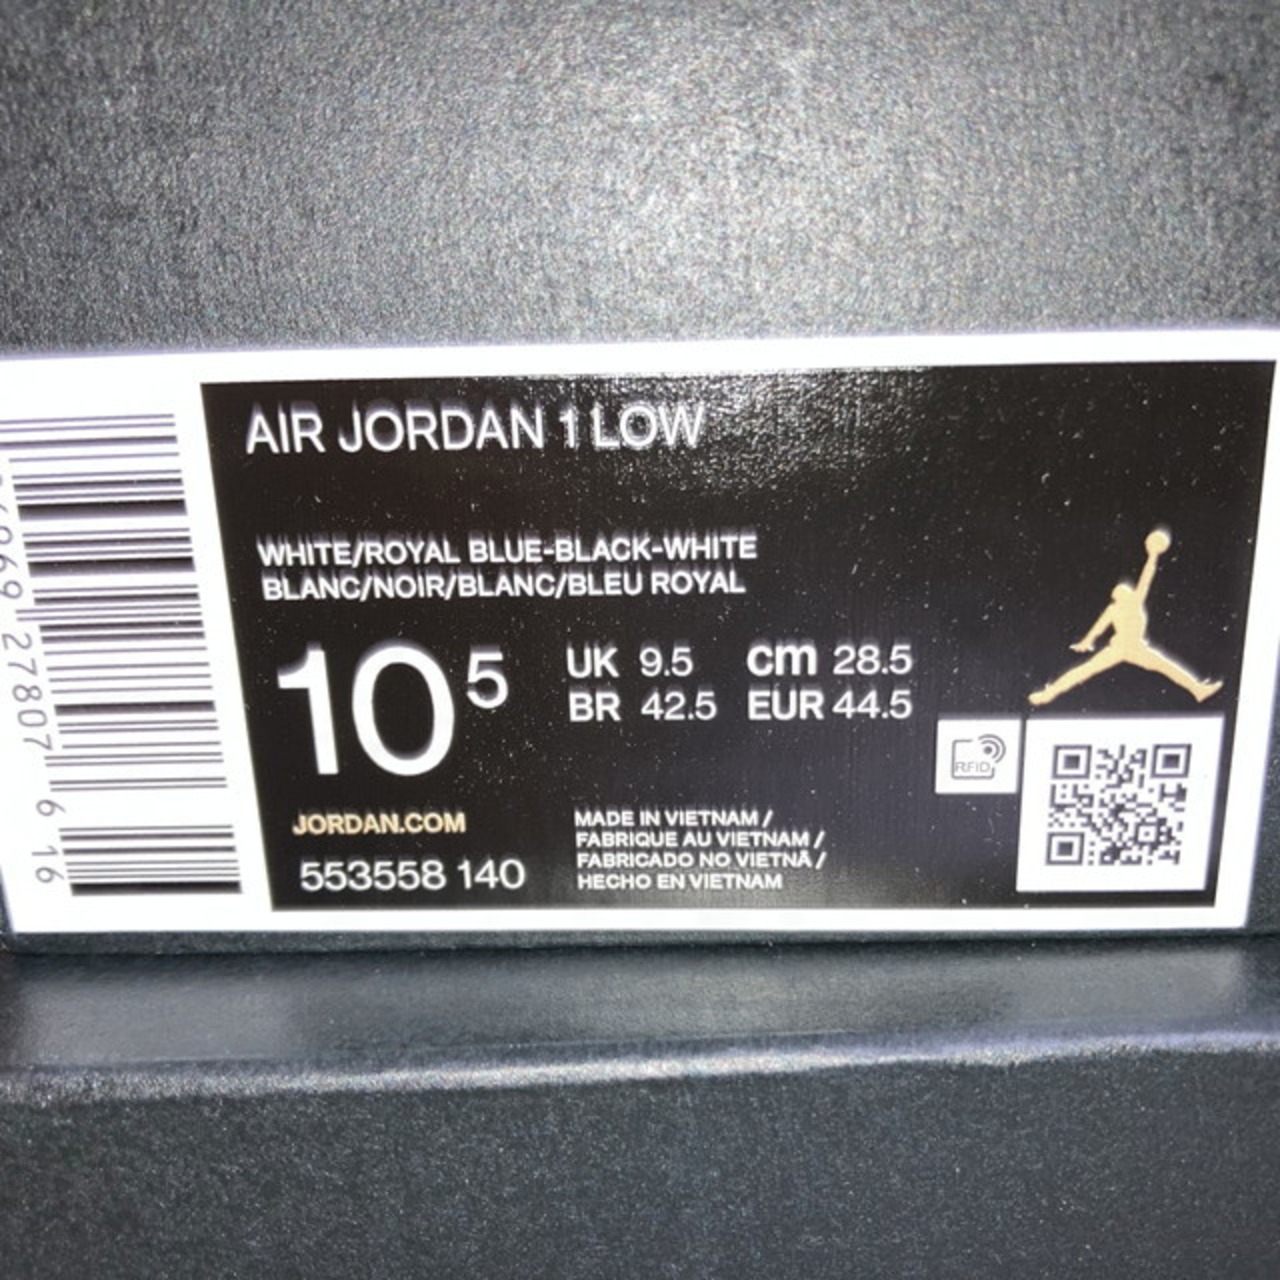 AIR JORDAN 1 LOW
WHITE/ROYAL BLUE-BLACK-WHITE
BLANC/NOIR/BLANC/BLEU ROYAL
10 5
UK 9.5 cm 28.5
BR 42.5 EUR 44.5
RFID
JORDAN.COM
553558 140
MADE IN VIETNAM /
FABRIQUE AU VIETNAM /
FABRICADO NO VIETNÃ /
HECHO EN VIETNAM
27807 6 16